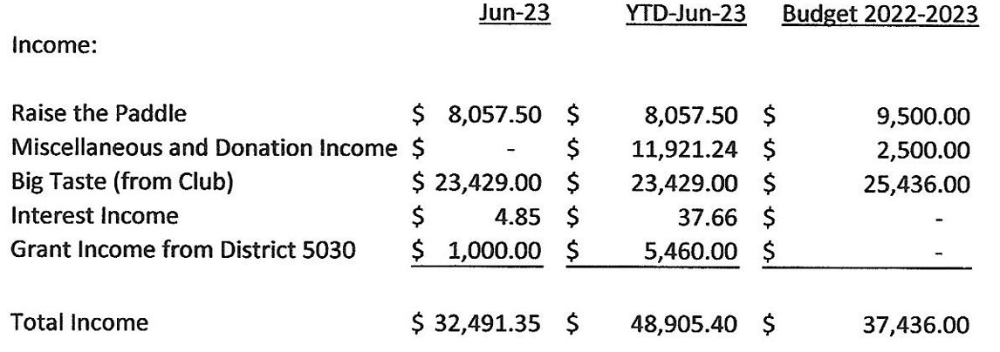 Jun-23 YTD-Jun-23 Budget 2022-2023
Income:
Raise the Paddle $ 8,057.50 $ 8,057.50 $ 9,500.00
Miscellaneous and Donation Income $ - $ 11,921.24 $ 2,500.00
Big Taste (from Club) $ 23,429.00 $ 23,429.00 $ 25,436.00
Interest Income $ 4.85 $ 37.66 $ -
Grant Income from District 5030 $ 1,000.00 $ 5,460.00 $ -
Total Income $ 32,491.35 $ 48,905.40 $ 37,436.00